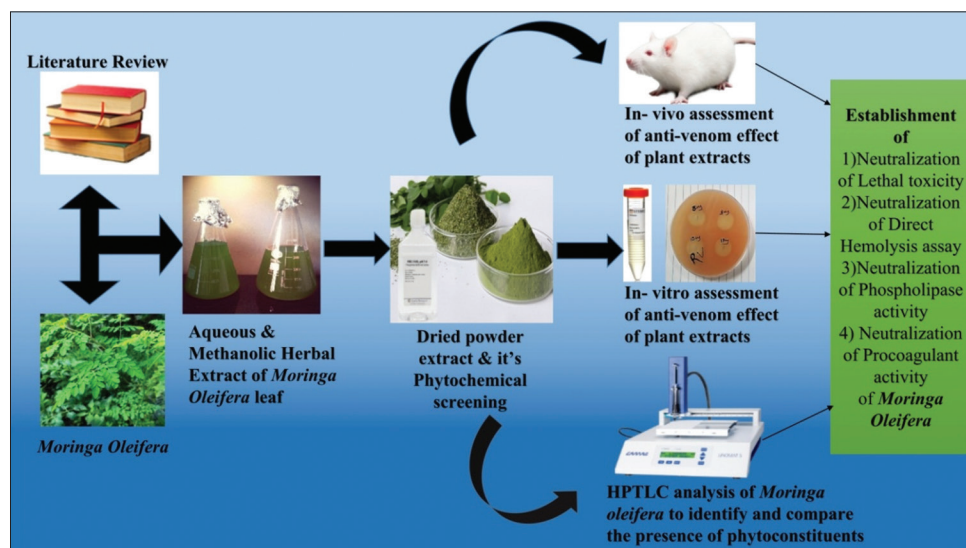 Literature Review
Moringa Oleifera
Aqueous &
Methanolic Herbal
Extract of Moringa
Oleifera leaf
Dried powder
extract & it's
Phytochemical
screening
In- vivo assessment
of anti-venom effect
of plant extracts
In- vitro assessment
of anti-venom effect
of plant extracts
HPTLC analysis of Moringa
oleifera to identify and compare
the presence of phytoconstituents
Establishment
of
1)Neutralization
of Lethal toxicity
2)Neutralization
of Direct
Hemolysis assay
3)Neutralization
of Phospholipase
activity
4) Neutralization
of Procoagulant
activity
of Moringa
Oleifera